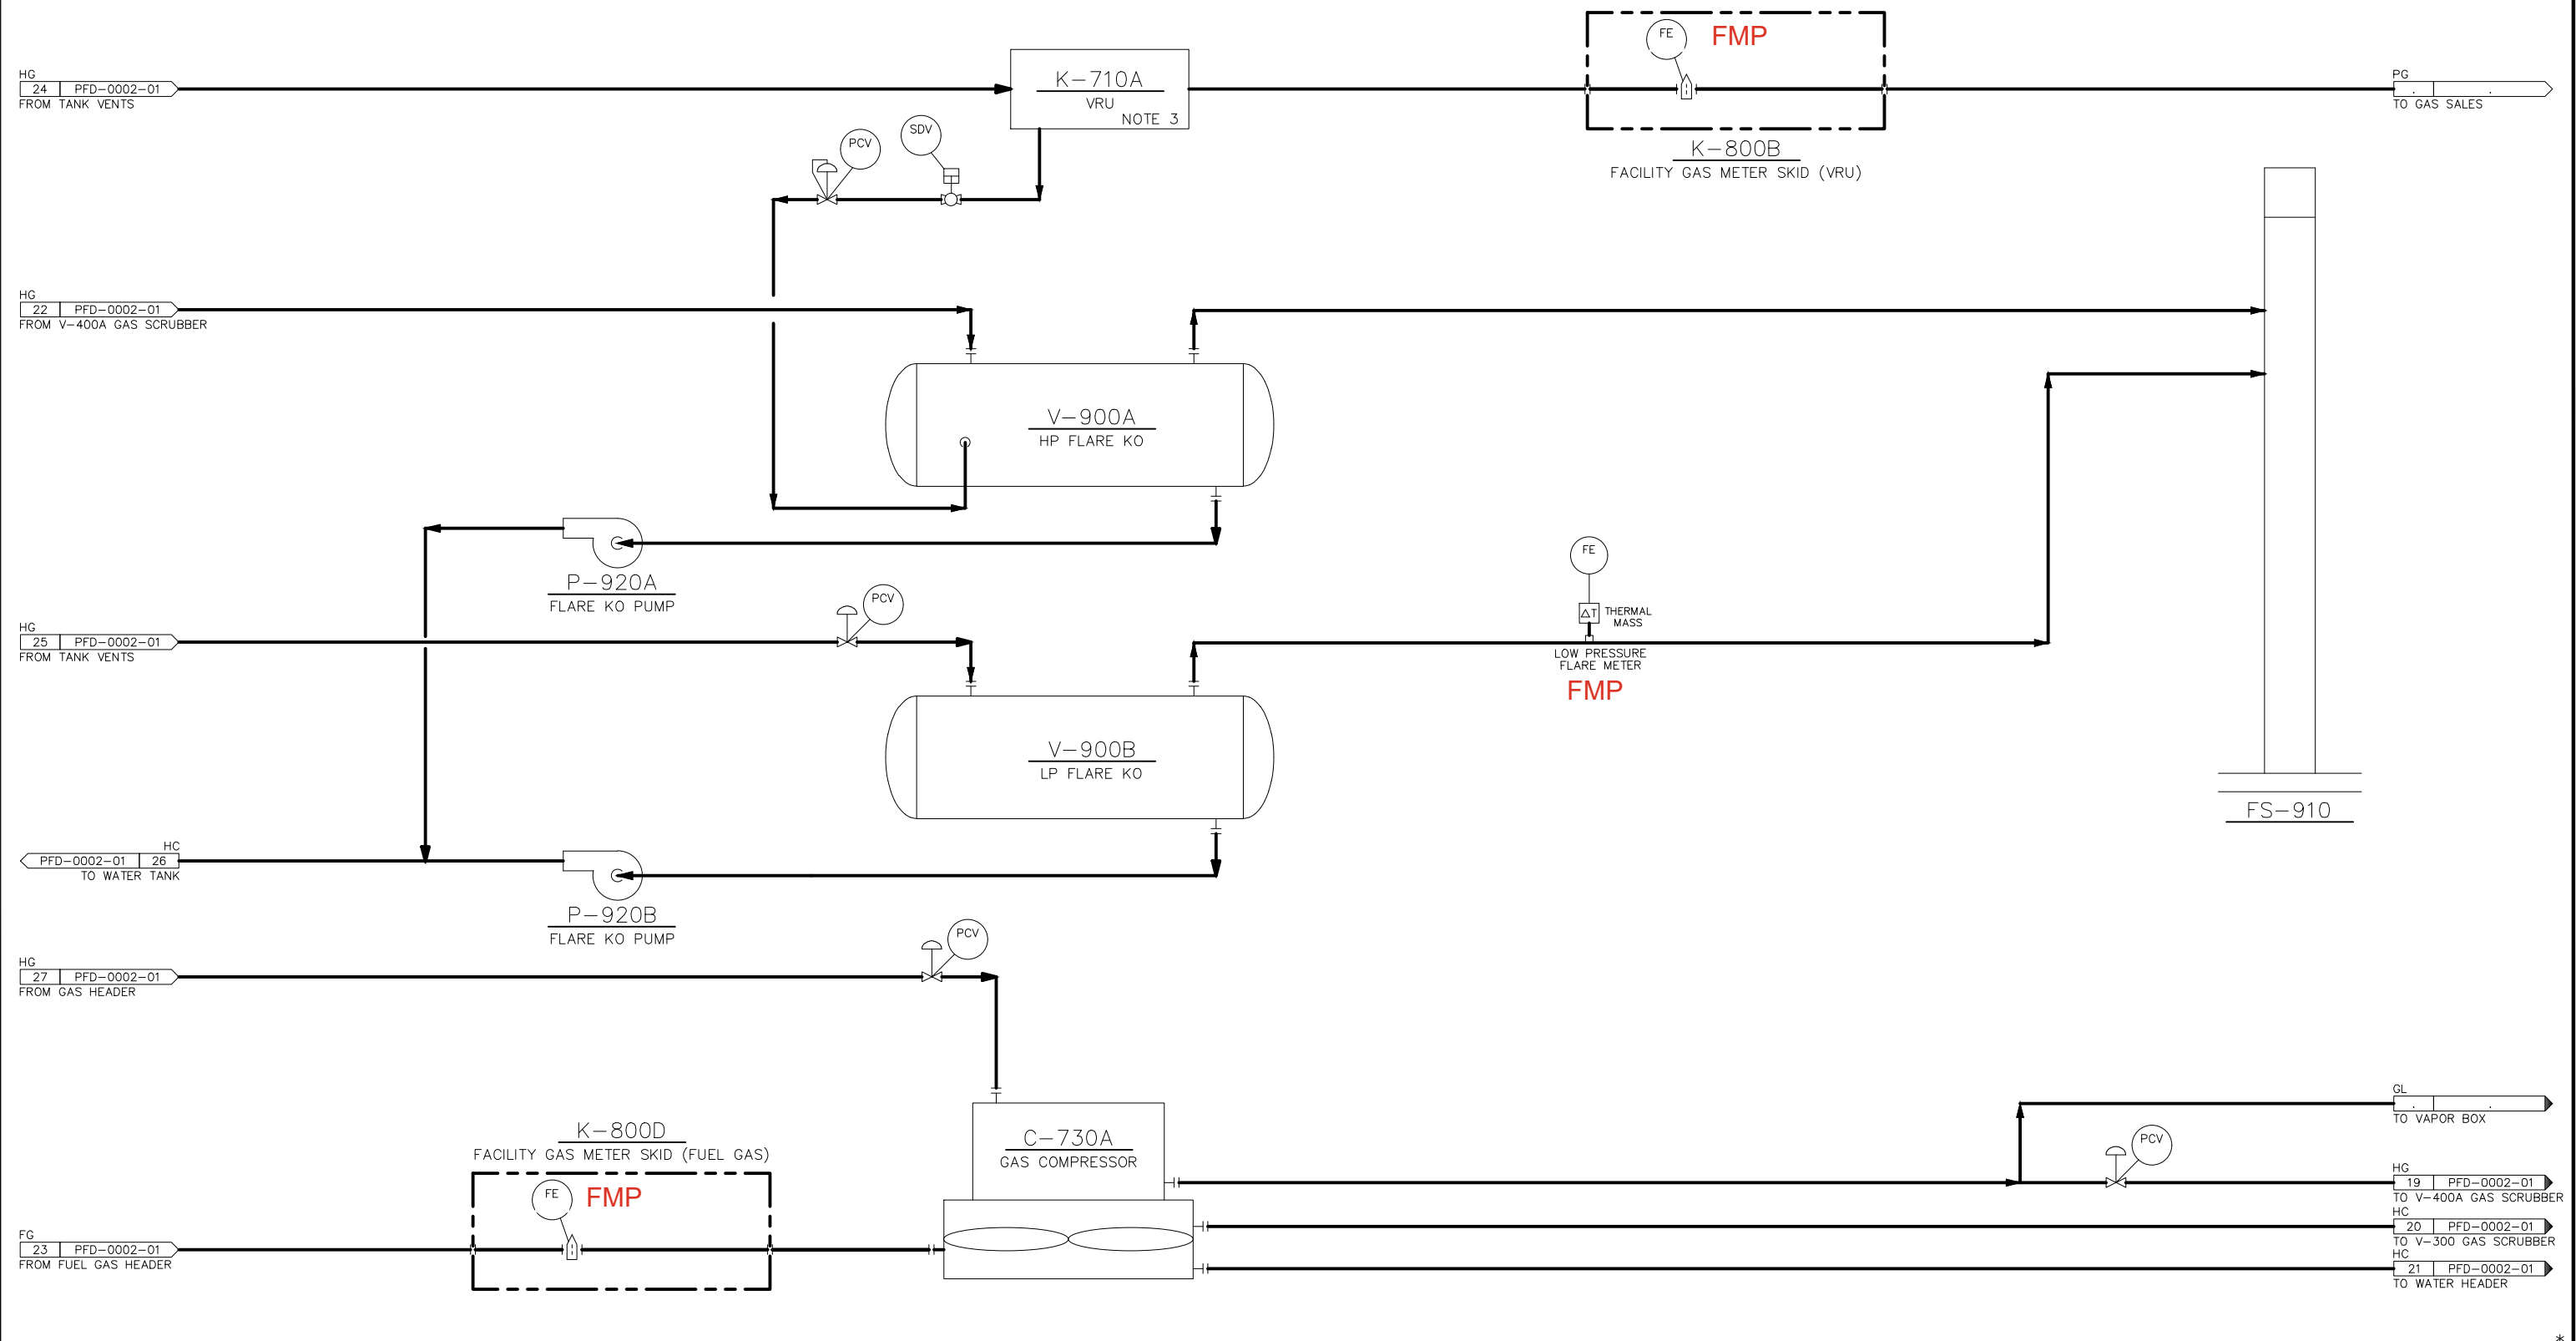 FE
FMP
HG
24 PFD-0002-01
FROM TANK VENTS
K-710A
VRU
NOTE 3
PG
. .
TO GAS SALES
PCV
SDV
K-800B
FACILITY GAS METER SKID (VRU)
HG
22 PFD-0002-01
FROM V-400A GAS SCRUBBER
V-900A
HP FLARE KO
P-920A
FLARE KO PUMP
FE
ΔT THERMAL
MASS
LOW PRESSURE
FLARE METER
FMP
PCV
HG
25 PFD-0002-01
FROM TANK VENTS
V-900B
LP FLARE KO
FS-910
HC
PFD-0002-01 26
TO WATER TANK
P-920B
FLARE KO PUMP
PCV
HG
27 PFD-0002-01
FROM GAS HEADER
K-800D
FACILITY GAS METER SKID (FUEL GAS)
FE
FMP
C-730A
GAS COMPRESSOR
FG
23 PFD-0002-01
FROM FUEL GAS HEADER
GL
. .
TO VAPOR BOX
PCV
HG
19 PFD-0002-01
TO V-400A GAS SCRUBBER
HC
20 PFD-0002-01
TO V-300 GAS SCRUBBER
HC
21 PFD-0002-01
TO WATER HEADER
*